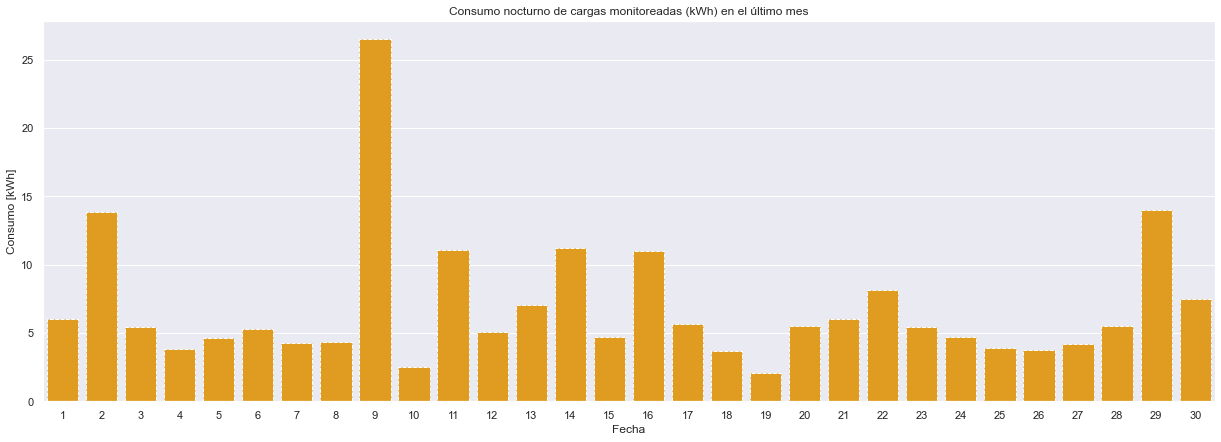 Consumo nocturno de cargas monitoreadas (kWh) en el último mes
Consumo [kWh]
25
20
15
10
5
0
1 2 3 4 5 6 7 8 9 10 11 12 13 14 15 16 17 18 19 20 21 22 23 24 25 26 27 28 29 30
Fecha